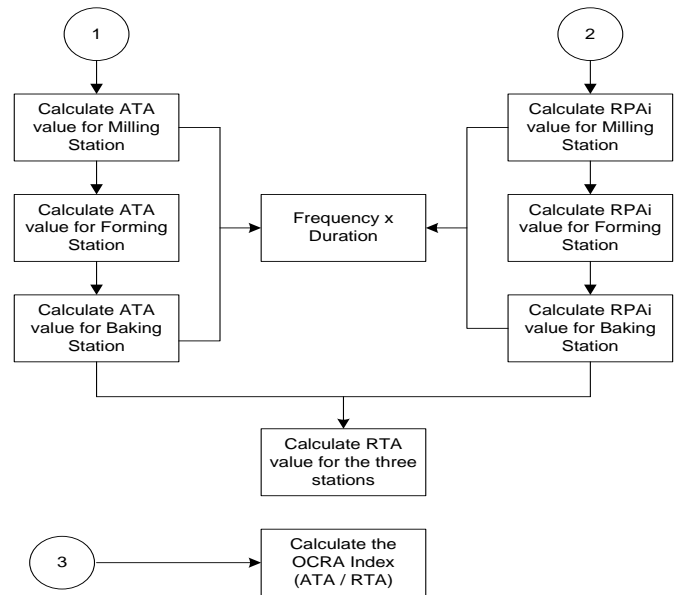 1
2
Calculate ATA
value for Milling
Station
Calculate RPAi
value for Milling
Station
Calculate ATA
value for Forming
Station
Frequency x
Duration
Calculate RPAi
value for Forming
Station
Calculate ATA
value for Baking
Station
Calculate RPAi
value for Baking
Station
Calculate RTA
value for the three
stations
3
Calculate the
OCRA Index
(ATA / RTA)